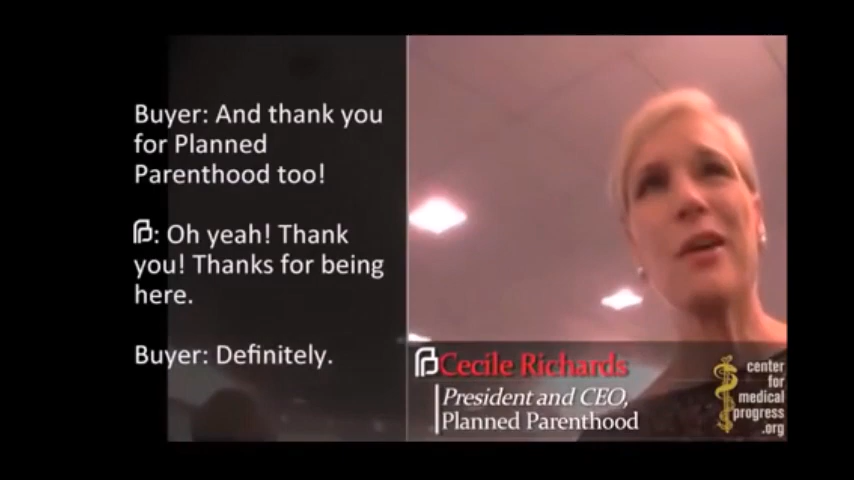 Buyer: And thank you
for Planned
Parenthood too!
: Oh yeah! Thank
you! Thanks for being
here.
Buyer: Definitely.
Cecile Richards
President and CEO,
Planned Parenthood
center
for
medical
progress
.org